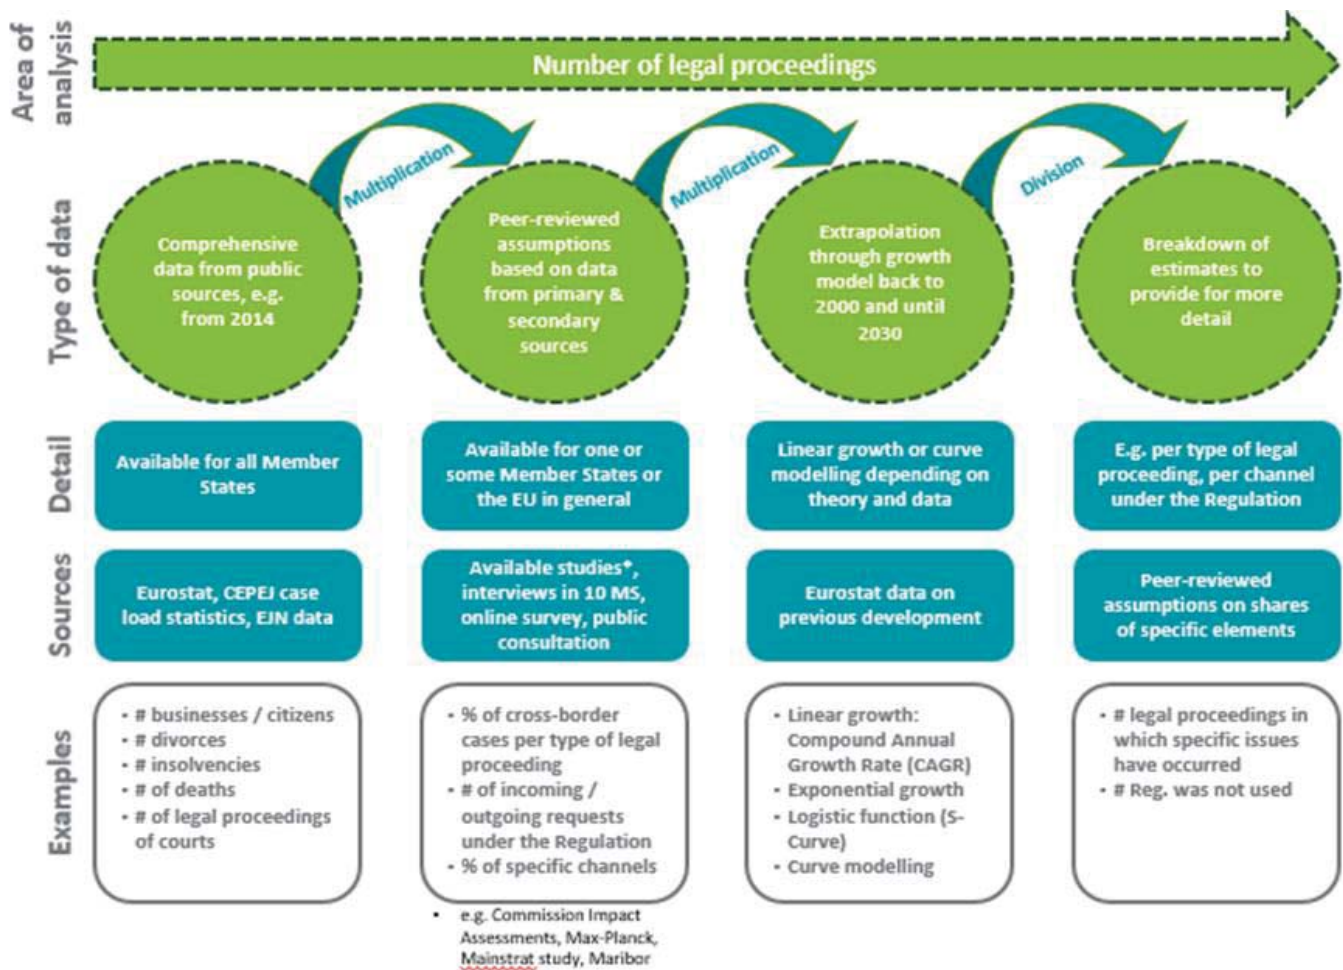 Area of
analysis
Number of legal proceedings
Multiplication
Multiplication
Division
Type of data
Comprehensive
data from public
sources, e.g.
from 2014
Peer-reviewed
assumptions
based on data
from primary &
secondary
sources
Extrapolation
through growth
model back to
2000 and until
2030
Breakdown of
estimates to
provide for more
detail
Detail
Available for all Member
States
Available for one or
some Member States or
the EU in general
Linear growth or curve
modelling depending on
theory and data
E.g. per type of legal
proceeding, per channel
under the Regulation
Sources
Eurostat, CEPEJ case
load statistics, EJN data
Available studies*,
interviews in 10 MS,
online survey, public
consultation
Eurostat data on
previous development
Peer-reviewed
assumptions on shares
of specific elements
Examples
• # businesses / citizens
• # divorces
• # insolvencies
• # of deaths
• # of legal proceedings
of courts
• % of cross-border
cases per type of legal
proceeding
• # of incoming /
outgoing requests
under the Regulation
• % of specific channels
• Linear growth:
Compound Annual
Growth Rate (CAGR)
• Exponential growth
• Logistic function (S-
Curve)
• Curve modelling
• # legal proceedings in
which specific issues
have occurred
• # Reg. was not used
• e.g. Commission Impact
Assessments, Max-Planck,
Mainstrat study, Maribor